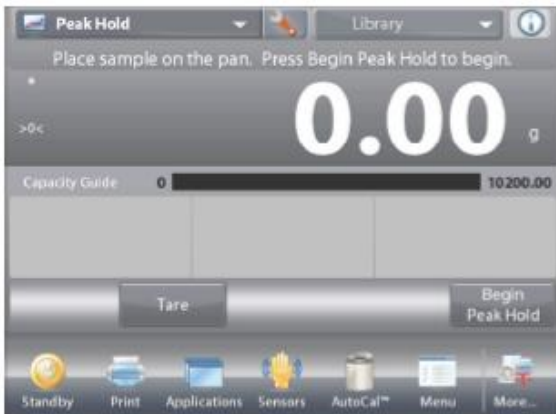 Peak Hold
Library
Place sample on the pan. Press Begin Peak Hold to begin.
>0<
0.00 g
Capacity Guide 0 10200.00
Tare
Begin
Peak Hold
Standby Print Applications Sensors AutoCal™ Menu More...